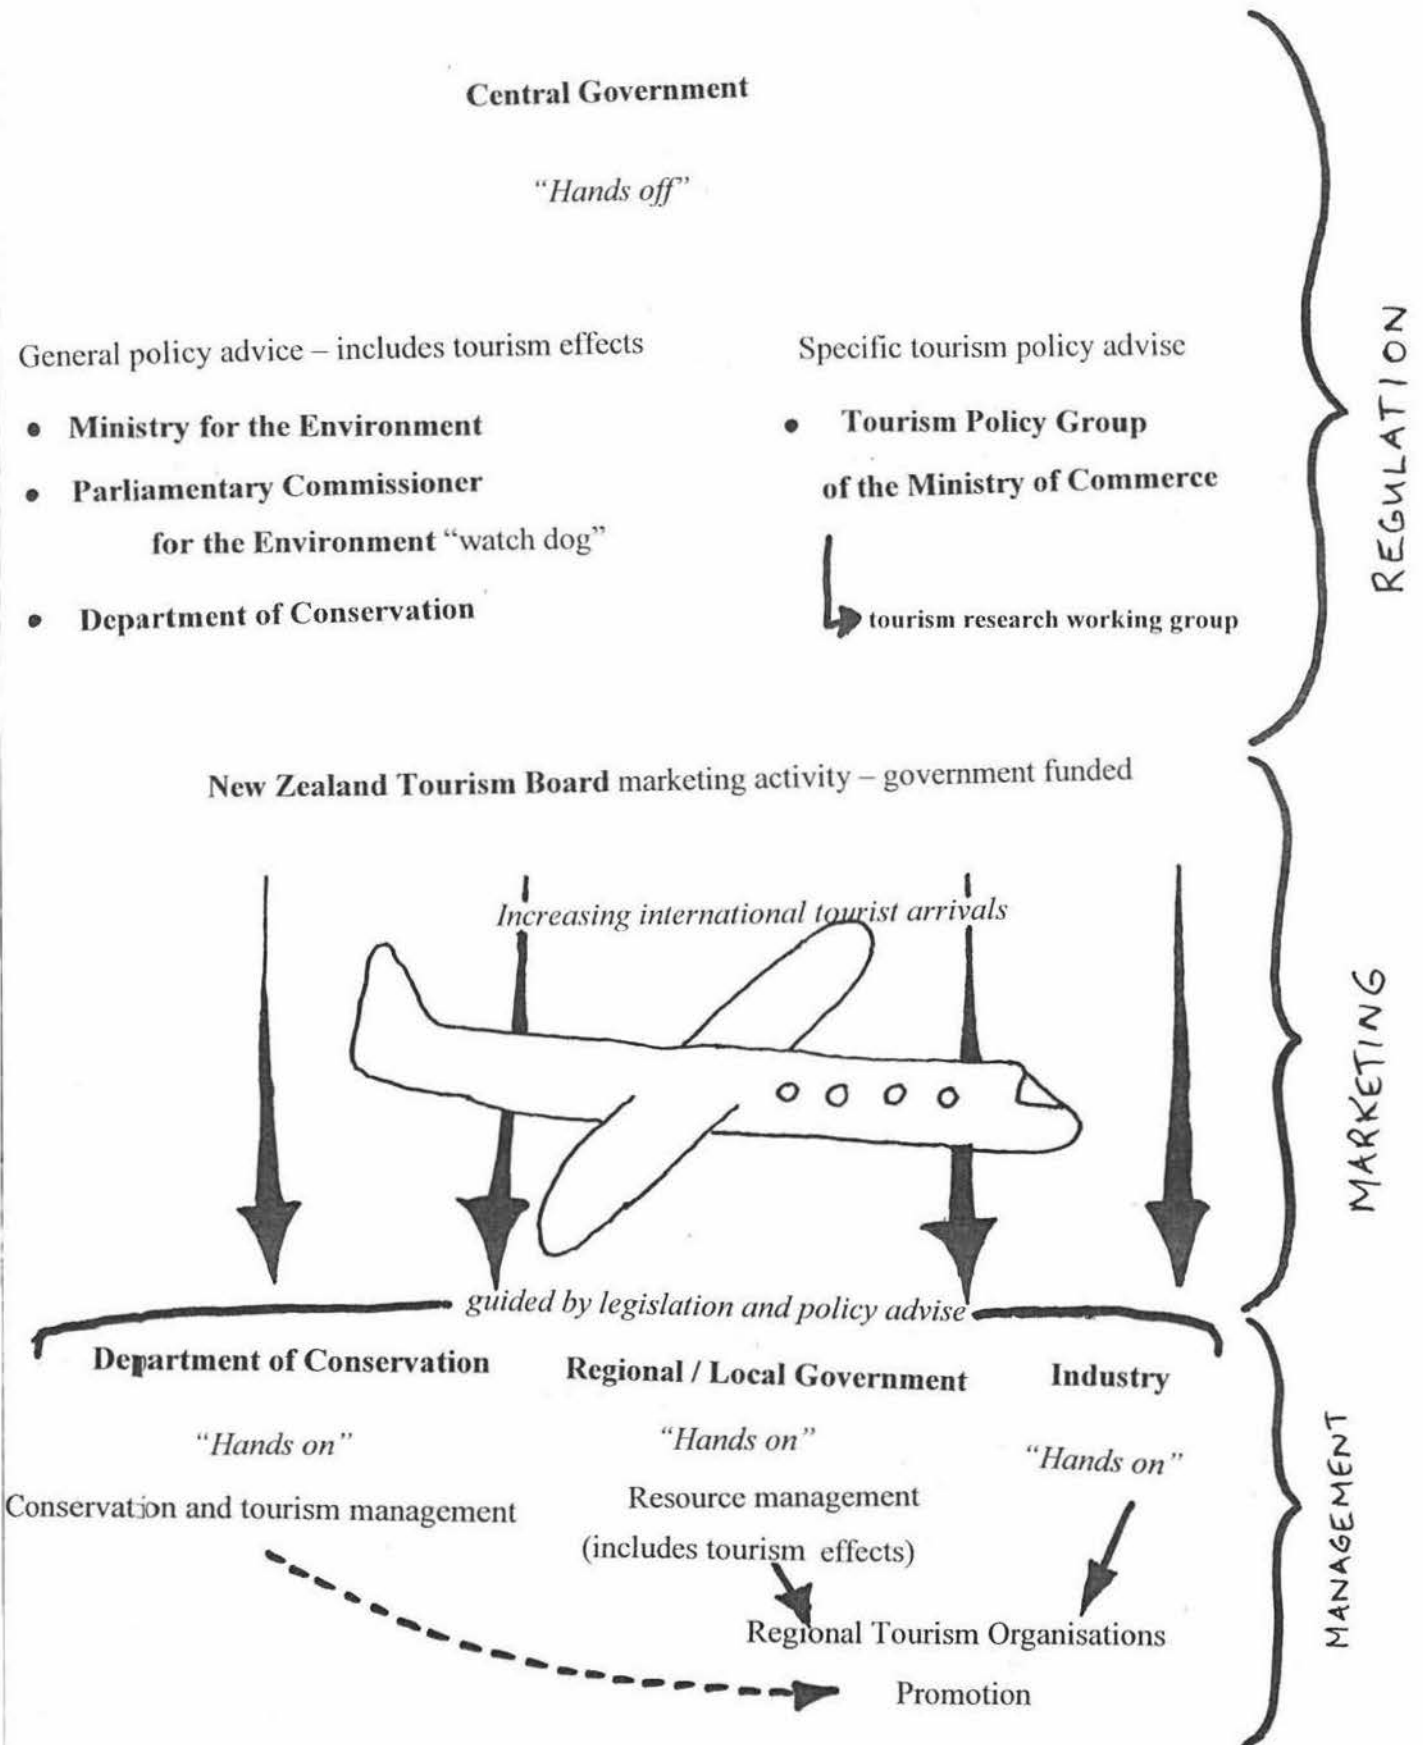 Central Government
“Hands off”
General policy advice – includes tourism effects
• Ministry for the Environment
• Parliamentary Commissioner
for the Environment “watch dog”
• Department of Conservation
Specific tourism policy advise
• Tourism Policy Group
of the Ministry of Commerce
tourism research working group
REGULATION
New Zealand Tourism Board marketing activity – government funded
Increasing international tourist arrivals
MARKETING
guided by legislation and policy advise
Department of Conservation
“Hands on”
Conservation and tourism management
Regional / Local Government
“Hands on”
Resource management
(includes tourism effects)
Industry
“Hands on”
Regional Tourism Organisations
Promotion
MANAGEMENT